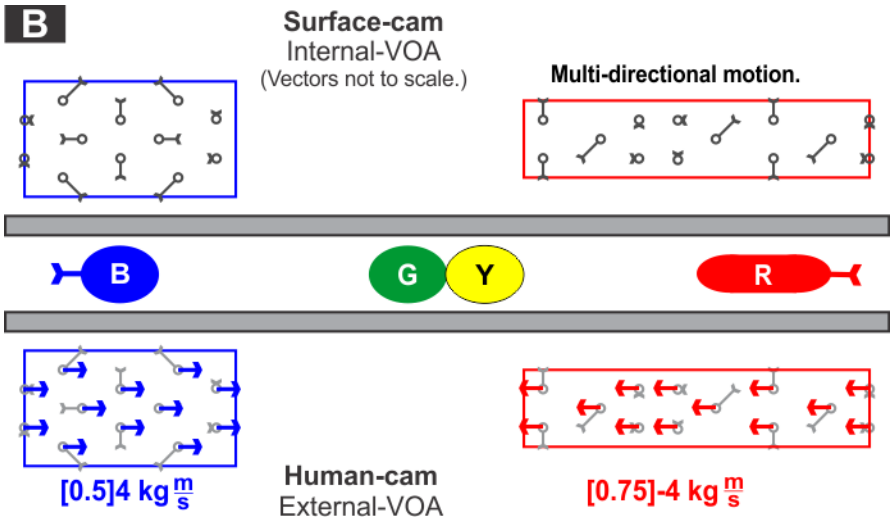 B
Surface-cam
Internal-VOA
(Vectors not to scale.)
Multi-directional motion.
B
G
Y
R
Human-cam
External-VOA
[0.5]4 kg m/s
[0.75]-4 kg m/s